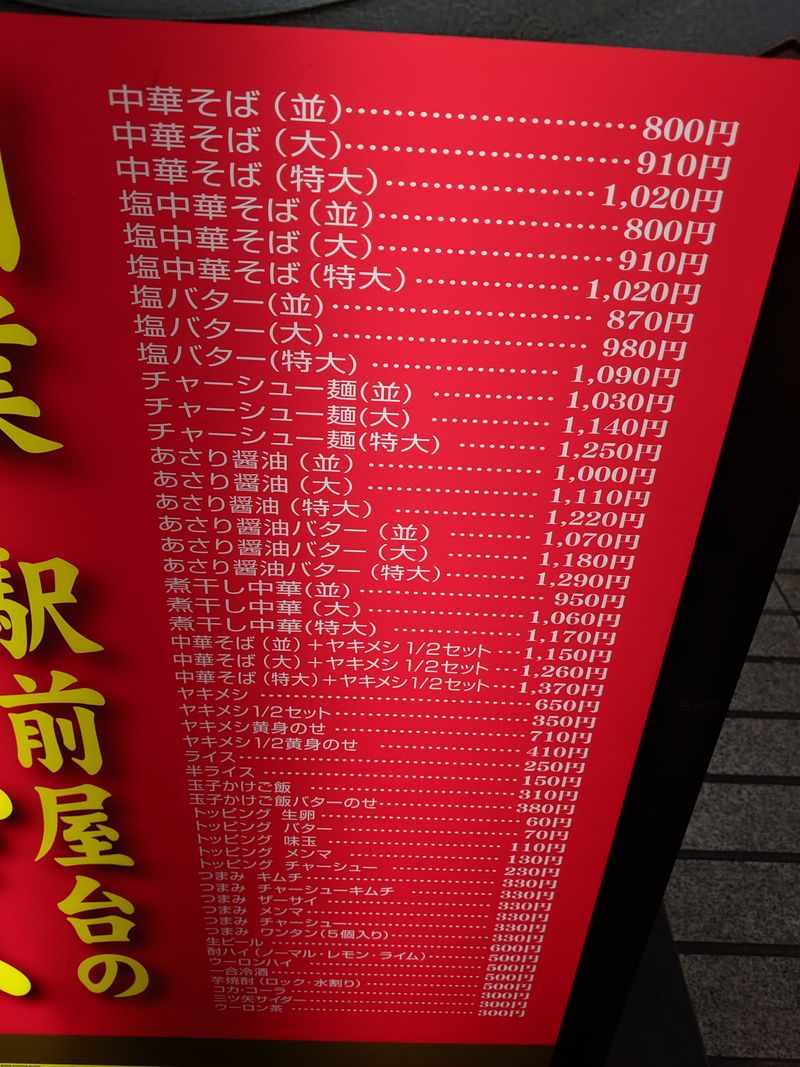 中華そば（並）……800円
中華そば（大）……910円
中華そば（特大）……1,020円
塩中華そば（並）……800円
塩中華そば（大）……910円
塩中華そば（特大）……1,020円
塩バター(並)……870円
塩バター(大)……980円
塩バター(特大)……1,090円
チャーシュー麺(並)……1,030円
チャーシュー麺(大)……1,140円
チャーシュー麺(特大)……1,250円
あさり醤油（並）……1,000円
あさり醤油（大）……1,110円
あさり醤油（特大）……1,220円
あさり醤油バター（並）……1,070円
あさり醤油バター（大）……1,180円
あさり醤油バター（特大）……1,290円
煮干し中華(並)……950円
煮干し中華（大）……1,060円
煮干し中華(特大)……1,170円
中華そば（並）＋ヤキメシ1/2セット…1,150円
中華そば（大）＋ヤキメシ1/2セット…1,260円
中華そば（特大）＋ヤキメシ1/2セット…1,370円
ヤキメシ……650円
ヤキメシ1/2セット……350円
ヤキメシ黄身のせ……710円
ヤキメシ1/2黄身のせ……410円
ライス……250円
半ライス……150円
玉子かけご飯……310円
玉子かけご飯バターのせ……380円
トッピング 生卵……60円
トッピング バター……70円
トッピング 味玉……110円
トッピング メンマ……130円
トッピング チャーシュー……230円
つまみ キムチ……330円
つまみ チャーシューキムチ……330円
つまみ ザーサイ……330円
つまみ メンマ……330円
つまみ チャーシュー……330円
つまみ ワンタン(５個入り)……330円
生ビール……600円
酎ハイ（ノーマル・レモン ライム）……500円
ウーロンハイ……500円
一合冷酒……500円
芋焼酎（ロック・水割り）……500円
コカ・コーラ……300円
三ツ矢サイダー……300円
ウーロン茶……300円
駅前屋台の